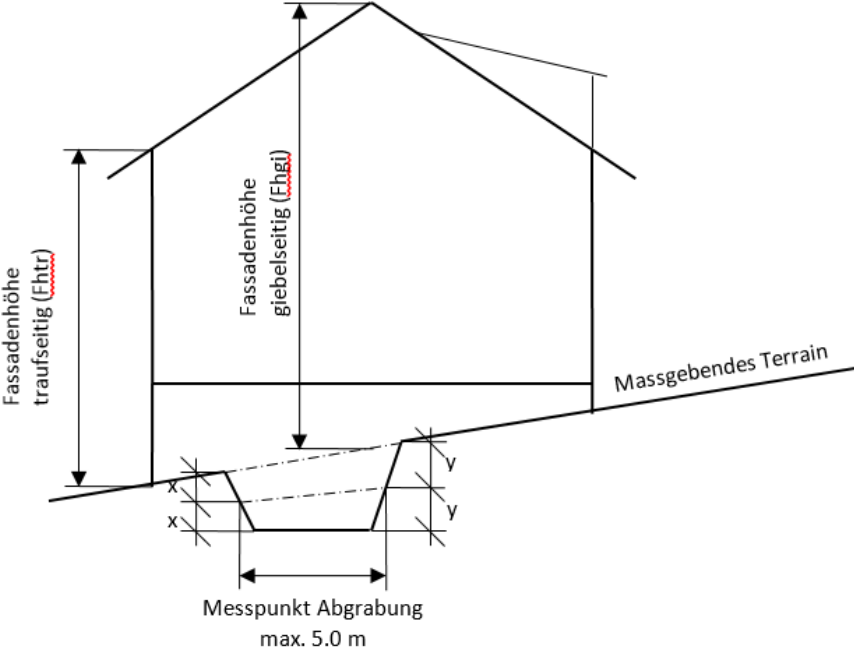 Fassadenhöhe
traufseitig (Fhtr)
Fassadenhöhe
giebelseitig (Fhgi)
Massgebendes Terrain
x
x
y
y
Messpunkt Abgrabung
max. 5.0 m